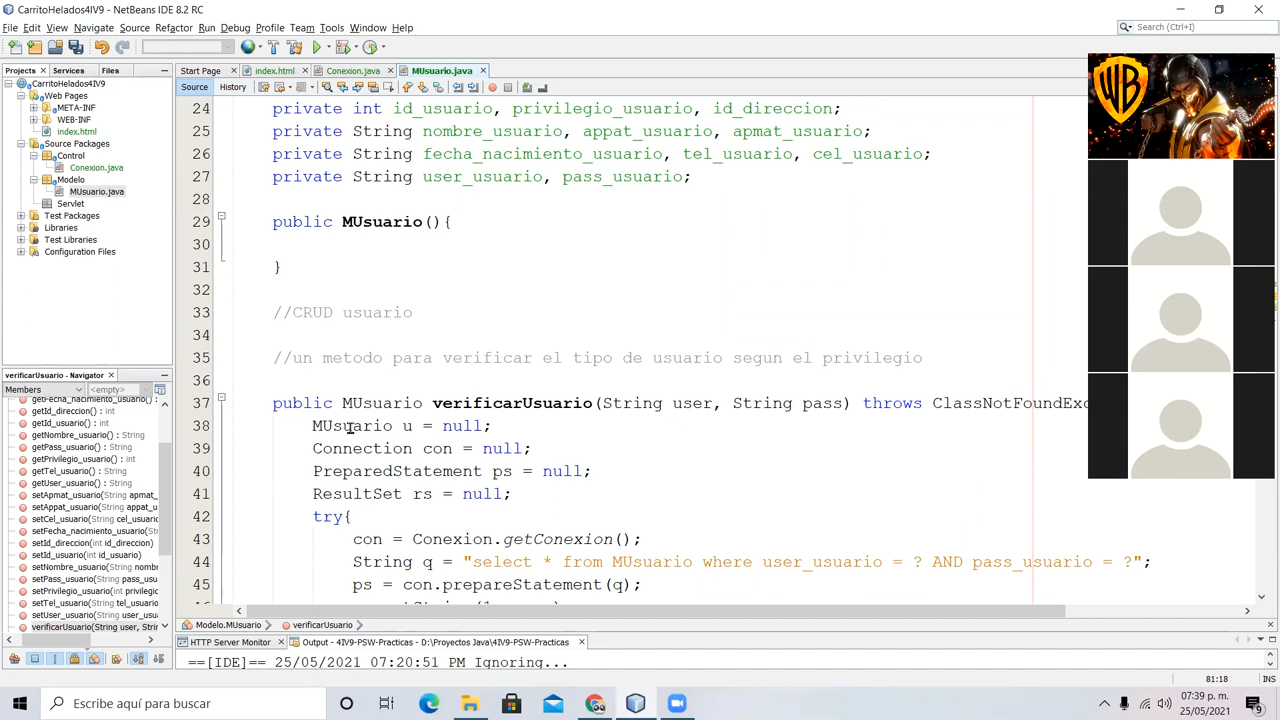 CarritoHelados4IV9 - NetBeans IDE 8.2 RC
File Edit View Navigate Source Refactor Run Debug Profile Team Tools Window Help
Search (Ctrl+I)
Projects Services Files
Start Page index.html Conexion.java MUsuario.java
Source History
CarritoHelados4IV9
Web Pages
META-INF
WEB-INF
index.html
Source Packages
Control
Conexion.java
Modelo
MUsuario.java
Servlet
Test Packages
Libraries
Test Libraries
Configuration Files
24 private int id_usuario, privilegio_usuario, id_direccion;
25 private String nombre_usuario, appat_usuario, apmat_usuario;
26 private String fecha_nacimiento_usuario, tel_usuario, cel_usuario;
27 private String user_usuario, pass_usuario;
28
29 public MUsuario(){
30
31 }
32
33 //CRUD usuario
34
35 //un metodo para verificar el tipo de usuario segun el privilegio
36
37 public MUsuario verificarUsuario(String user, String pass) throws ClassNotFoundExc
38 MUsuario u = null;
39 Connection con = null;
40 PreparedStatement ps = null;
41 ResultSet rs = null;
42 try{
43 con = Conexion.getConexion();
44 String q = "select * from MUsuario where user_usuario = ? AND pass_usuario = ?";
45 ps = con.prepareStatement(q);
WB
verificarUsuario - Navigator
Members <empty>
getFecha_nacimiento_usuario() :
getId_direccion() : int
getId_usuario() : int
getNombre_usuario() : String
getPass_usuario() : String
getPrivilegio_usuario() : int
getTel_usuario() : String
getUser_usuario() : String
setApmat_usuario(String apmat_
setAppat_usuario(String appat_u
setCel_usuario(String cel_usuario
setFecha_nacimiento_usuario(St
setId_direccion(int id_direccion)
setId_usuario(int id_usuario)
setNombre_usuario(String nombr
setPass_usuario(String pass_usu
setPrivilegio_usuario(int privilegio
setTel_usuario(String tel_usuario
setUser_usuario(String user_usua
verificarUsuario(String user, Strin
Modelo.MUsuario verificarUsuario
HTTP Server Monitor Output - 4IV9-PSW-Practicas - D:\Proyectos Java\4IV9-PSW-Practicas
==[IDE]== 25/05/2021 07:20:51 PM Ignoring...
81:18
Escribe aquí para buscar
07:39 p. m.
25/05/2021
9